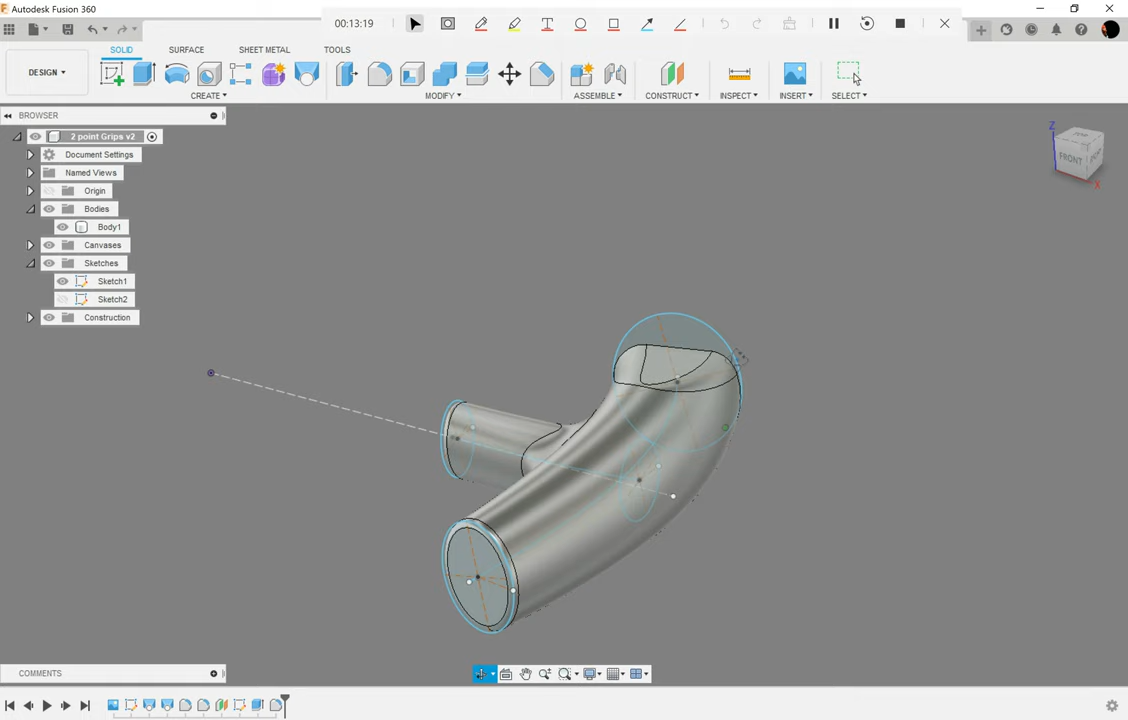 Autodesk Fusion 360
00:13:19
SOLID SURFACE SHEET METAL TOOLS
DESIGN
CREATE MODIFY ASSEMBLE CONSTRUCT INSPECT INSERT SELECT
BROWSER
2 point Grips v2
Document Settings
Named Views
Origin
Bodies
Body1
Canvases
Sketches
Sketch1
Sketch2
Construction
Z
TOP
FRONT
X
COMMENTS